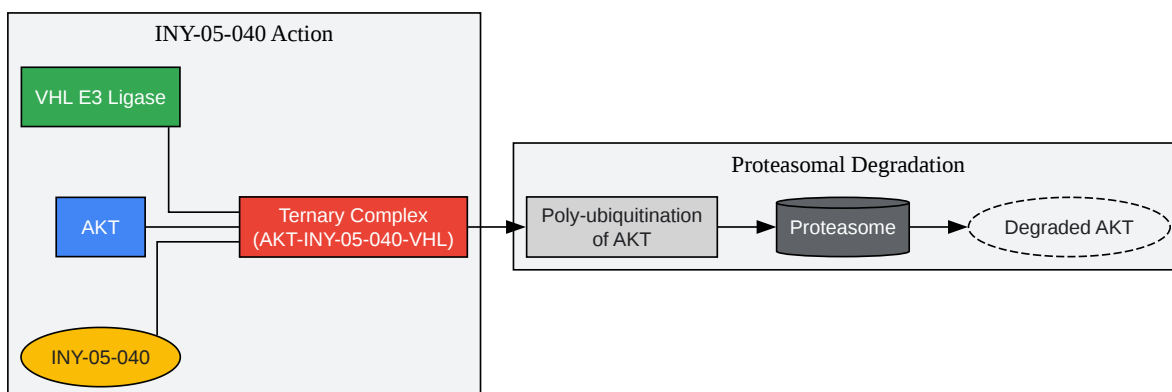 INY-05-040 Action
VHL E3 Ligase
AKT
INY-05-040
Ternary Complex
(AKT-INY-05-040-VHL)
Proteasomal Degradation
Poly-ubiquitination
of AKT
Proteasome
Degraded AKT